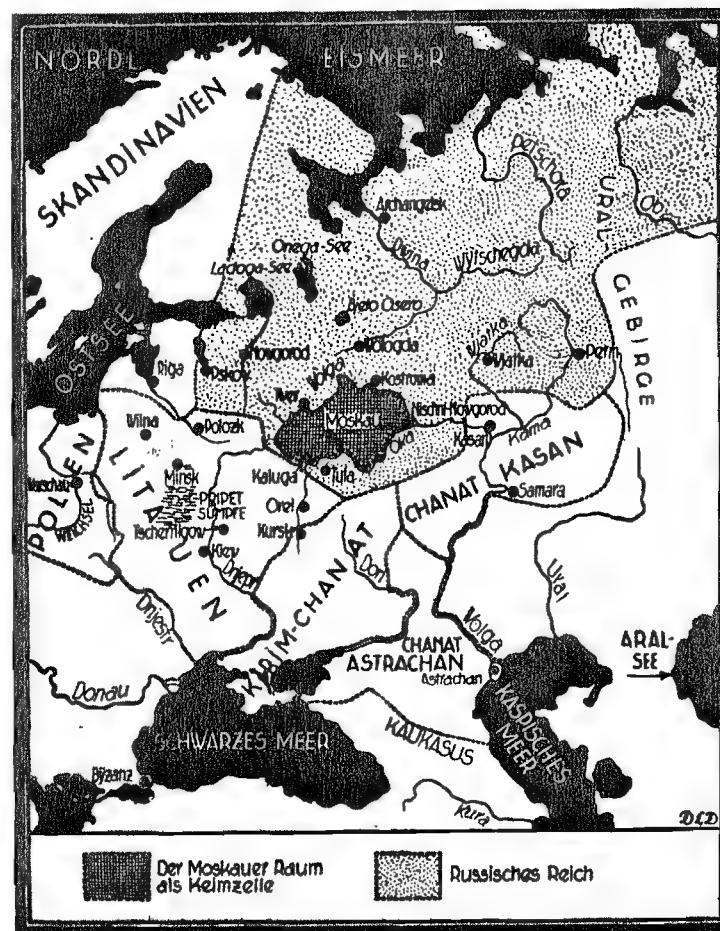 NÖRDL EISMEHR
SKANDINAVIEN
Petschora
URAL-
GEBIRGE
Ob
Archangelsk
Onega-See
Dwina
Wytschegda
Ladoga-See
OSTSEE
Bjelo Osero
Riga
Pskow
Nowgorod
Wologda
Wjatka
Wjatka
Perm
Wolga
Kostroma
Twer
Moskau
Nischni-Nowgorod
Wilna
Polozk
Oka
Kasan
Kama
POLEN
Warschau
WEICHSEL
LITAUEN
Minsk
PRIPET
SÜMPFE
Kaluga
Tula
CHANAT KASAN
Samara
Orel
Tschernigow
Kursk
Kiew
Dnjepr
KRIM-CHANAT
Don
Ural
Dnjestr
Wolga
CHANAT
ASTRACHAN
Astrachan
ARAL-
SEE
Donau
SCHWARZES MEER
KAUKASUS
KASPISCHES
MEER
Byzanz
Kura
DLD
Der Moskauer Raum
als Keimzelle
Russisches Reich